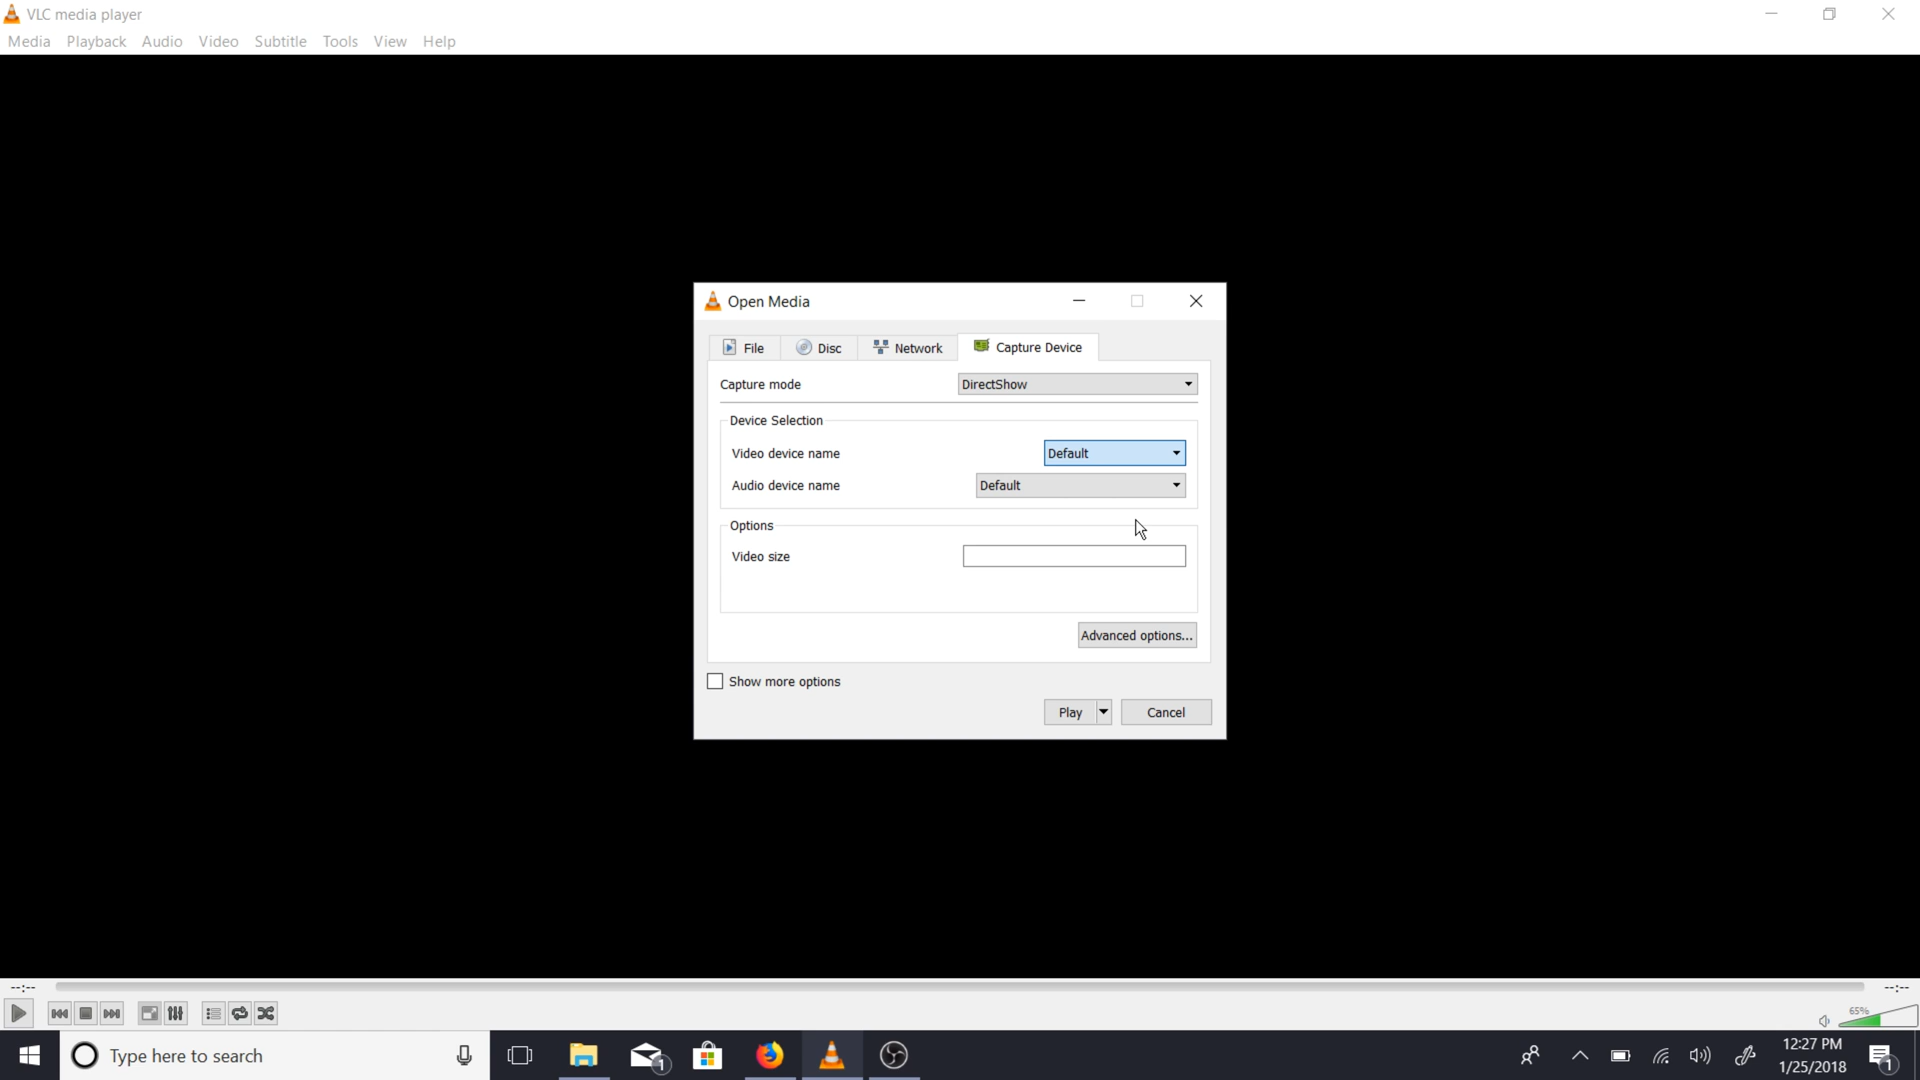 VLC media player
Media Playback Audio Video Subtitle Tools View Help
Open Media
File Disc Network Capture Device
Capture mode DirectShow
Device Selection
Video device name Default
Audio device name Default
Options
Video size
Advanced options...
Show more options
Play Cancel
--:-- --:--
65%
Type here to search 1 12:27 PM 1
1/25/2018